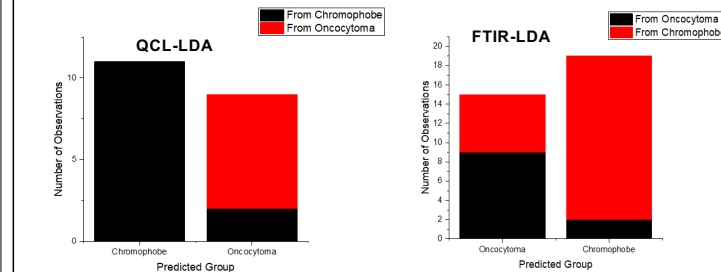 From Chromophobe
From Oncocytoma
QCL-LDA
Number of Observations
10
5
0
Chromophobe
Oncocytoma
Predicted Group
From Oncocytoma
From Chromophobe
FTIR-LDA
Number of Observations
20
18
16
14
12
10
8
6
4
2
0
Oncocytoma
Chromophobe
Predicted Group